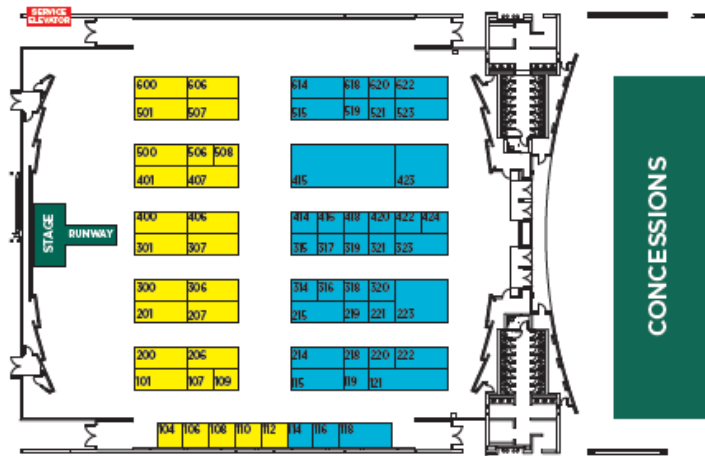 SERVICE
ELEVATOR
600 606 614 618 620 622
501 507 515 519 521 523
500 506 508
401 407 415 423
400 406 414 416 418 420 422 424
301 307 315 317 319 321 323
STAGE
RUNWAY
300 306 314 316 318 320
201 207 215 219 221 223
200 206 214 218 220 222
101 107 109 115 119 121
104 106 108 110 112 114 116 118
CONCESSIONS